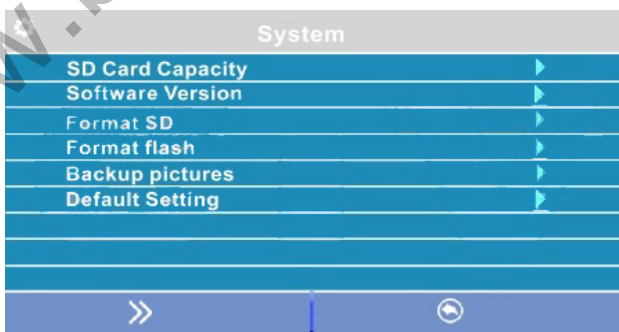 System
SD Card Capacity
Software Version
Format SD
Format flash
Backup pictures
Default Setting